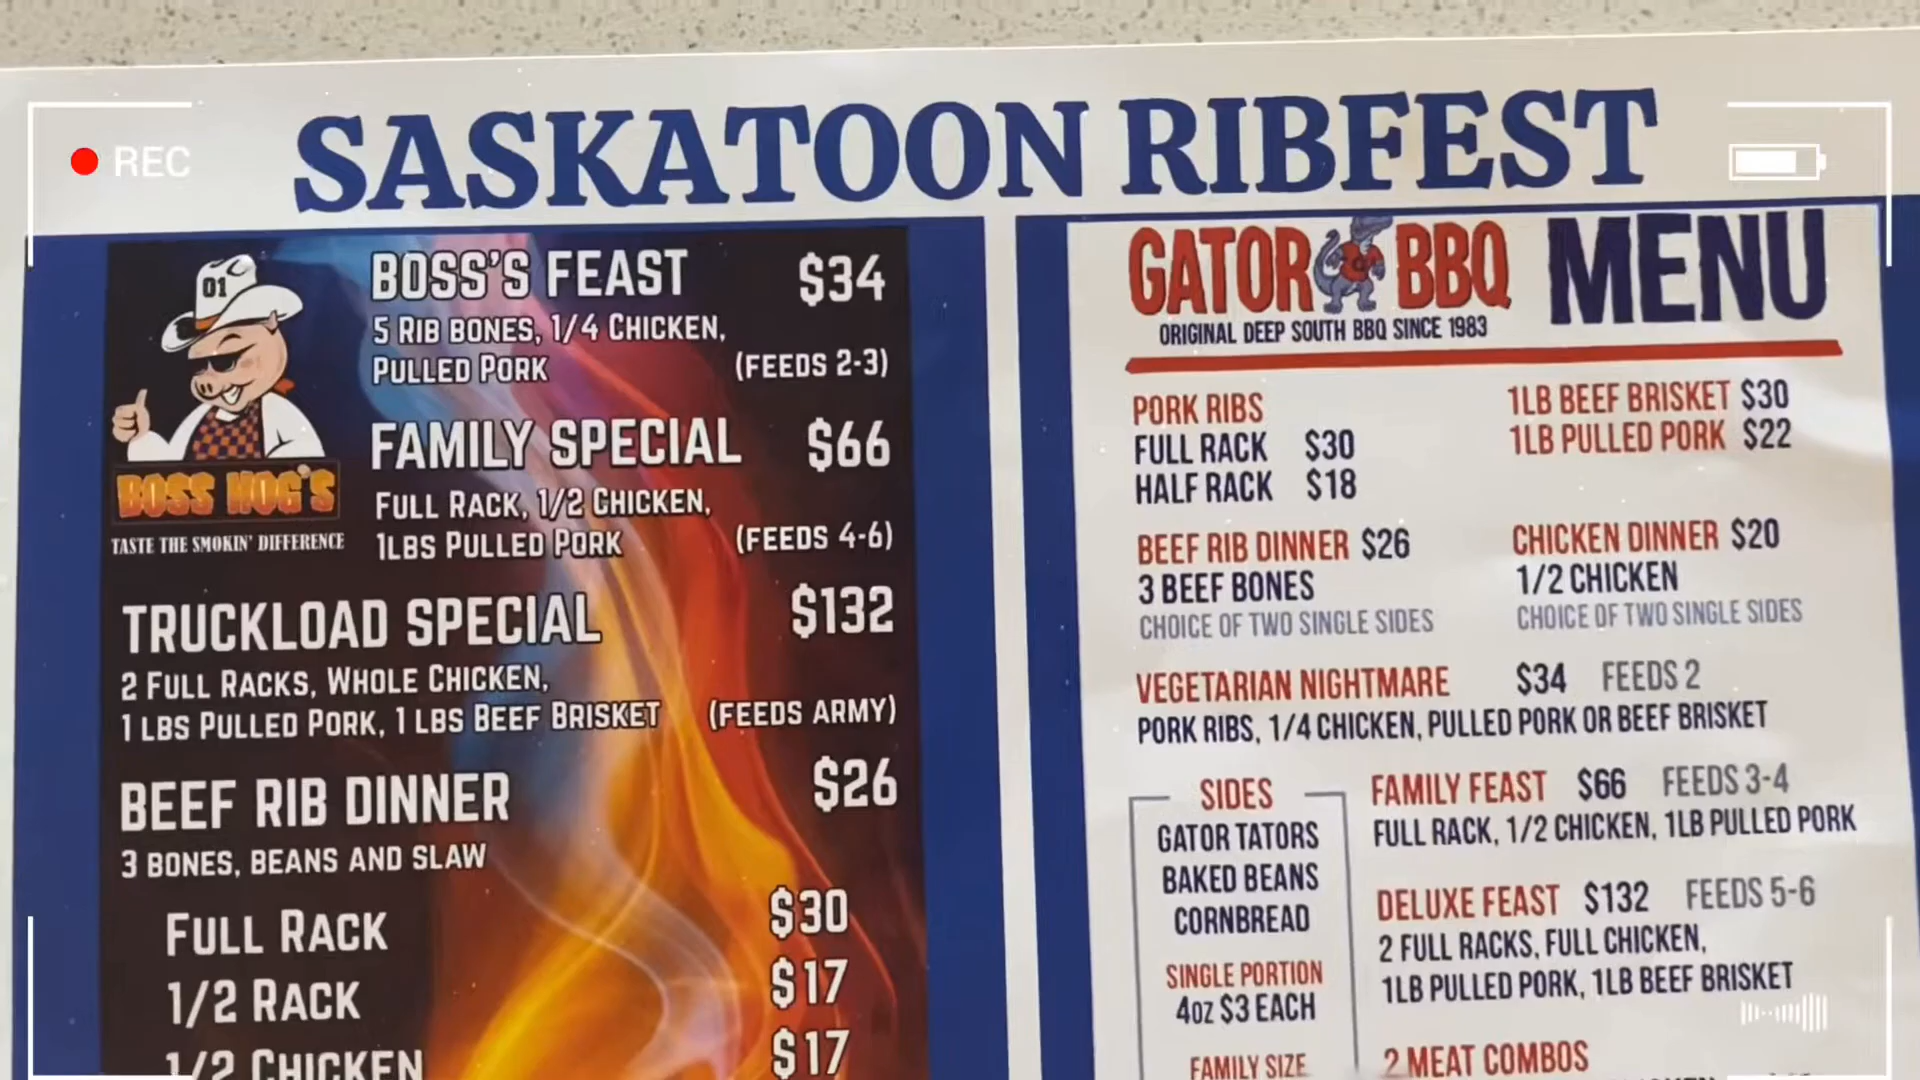 SASKATOON RIBFEST
REC
01
BOSS HOG'S
TASTE THE SMOKIN' DIFFERENCE
BOSS'S FEAST $34
5 RIB BONES, 1/4 CHICKEN,
PULLED PORK (FEEDS 2-3)
FAMILY SPECIAL $66
FULL RACK, 1/2 CHICKEN,
1LBS PULLED PORK (FEEDS 4-6)
TRUCKLOAD SPECIAL $132
2 FULL RACKS, WHOLE CHICKEN,
1 LBS PULLED PORK, 1 LBS BEEF BRISKET (FEEDS ARMY)
BEEF RIB DINNER $26
3 BONES, BEANS AND SLAW
FULL RACK $30
1/2 RACK $17
1/2 CHICKEN $17
GATOR BBQ MENU
ORIGINAL DEEP SOUTH BBQ SINCE 1983
PORK RIBS
FULL RACK $30
HALF RACK $18
1LB BEEF BRISKET $30
1LB PULLED PORK $22
BEEF RIB DINNER $26
3 BEEF BONES
CHOICE OF TWO SINGLE SIDES
CHICKEN DINNER $20
1/2 CHICKEN
CHOICE OF TWO SINGLE SIDES
VEGETARIAN NIGHTMARE $34 FEEDS 2
PORK RIBS, 1/4 CHICKEN, PULLED PORK OR BEEF BRISKET
SIDES
GATOR TATORS
BAKED BEANS
CORNBREAD
SINGLE PORTION
4OZ $3 EACH
FAMILY SIZE
FAMILY FEAST $66 FEEDS 3-4
FULL RACK, 1/2 CHICKEN, 1LB PULLED PORK
DELUXE FEAST $132 FEEDS 5-6
2 FULL RACKS, FULL CHICKEN,
1LB PULLED PORK, 1LB BEEF BRISKET
2 MEAT COMBOS